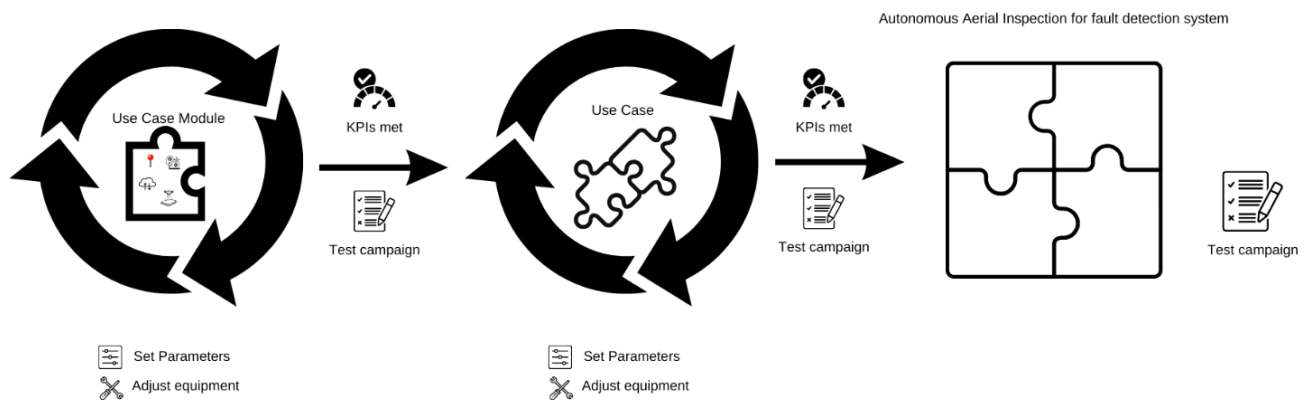 Autonomous Aerial Inspection for fault detection system
Use Case Module
KPIs met
Test campaign
Set Parameters
Adjust equipment
Use Case
KPIs met
Test campaign
Set Parameters
Adjust equipment
Test campaign